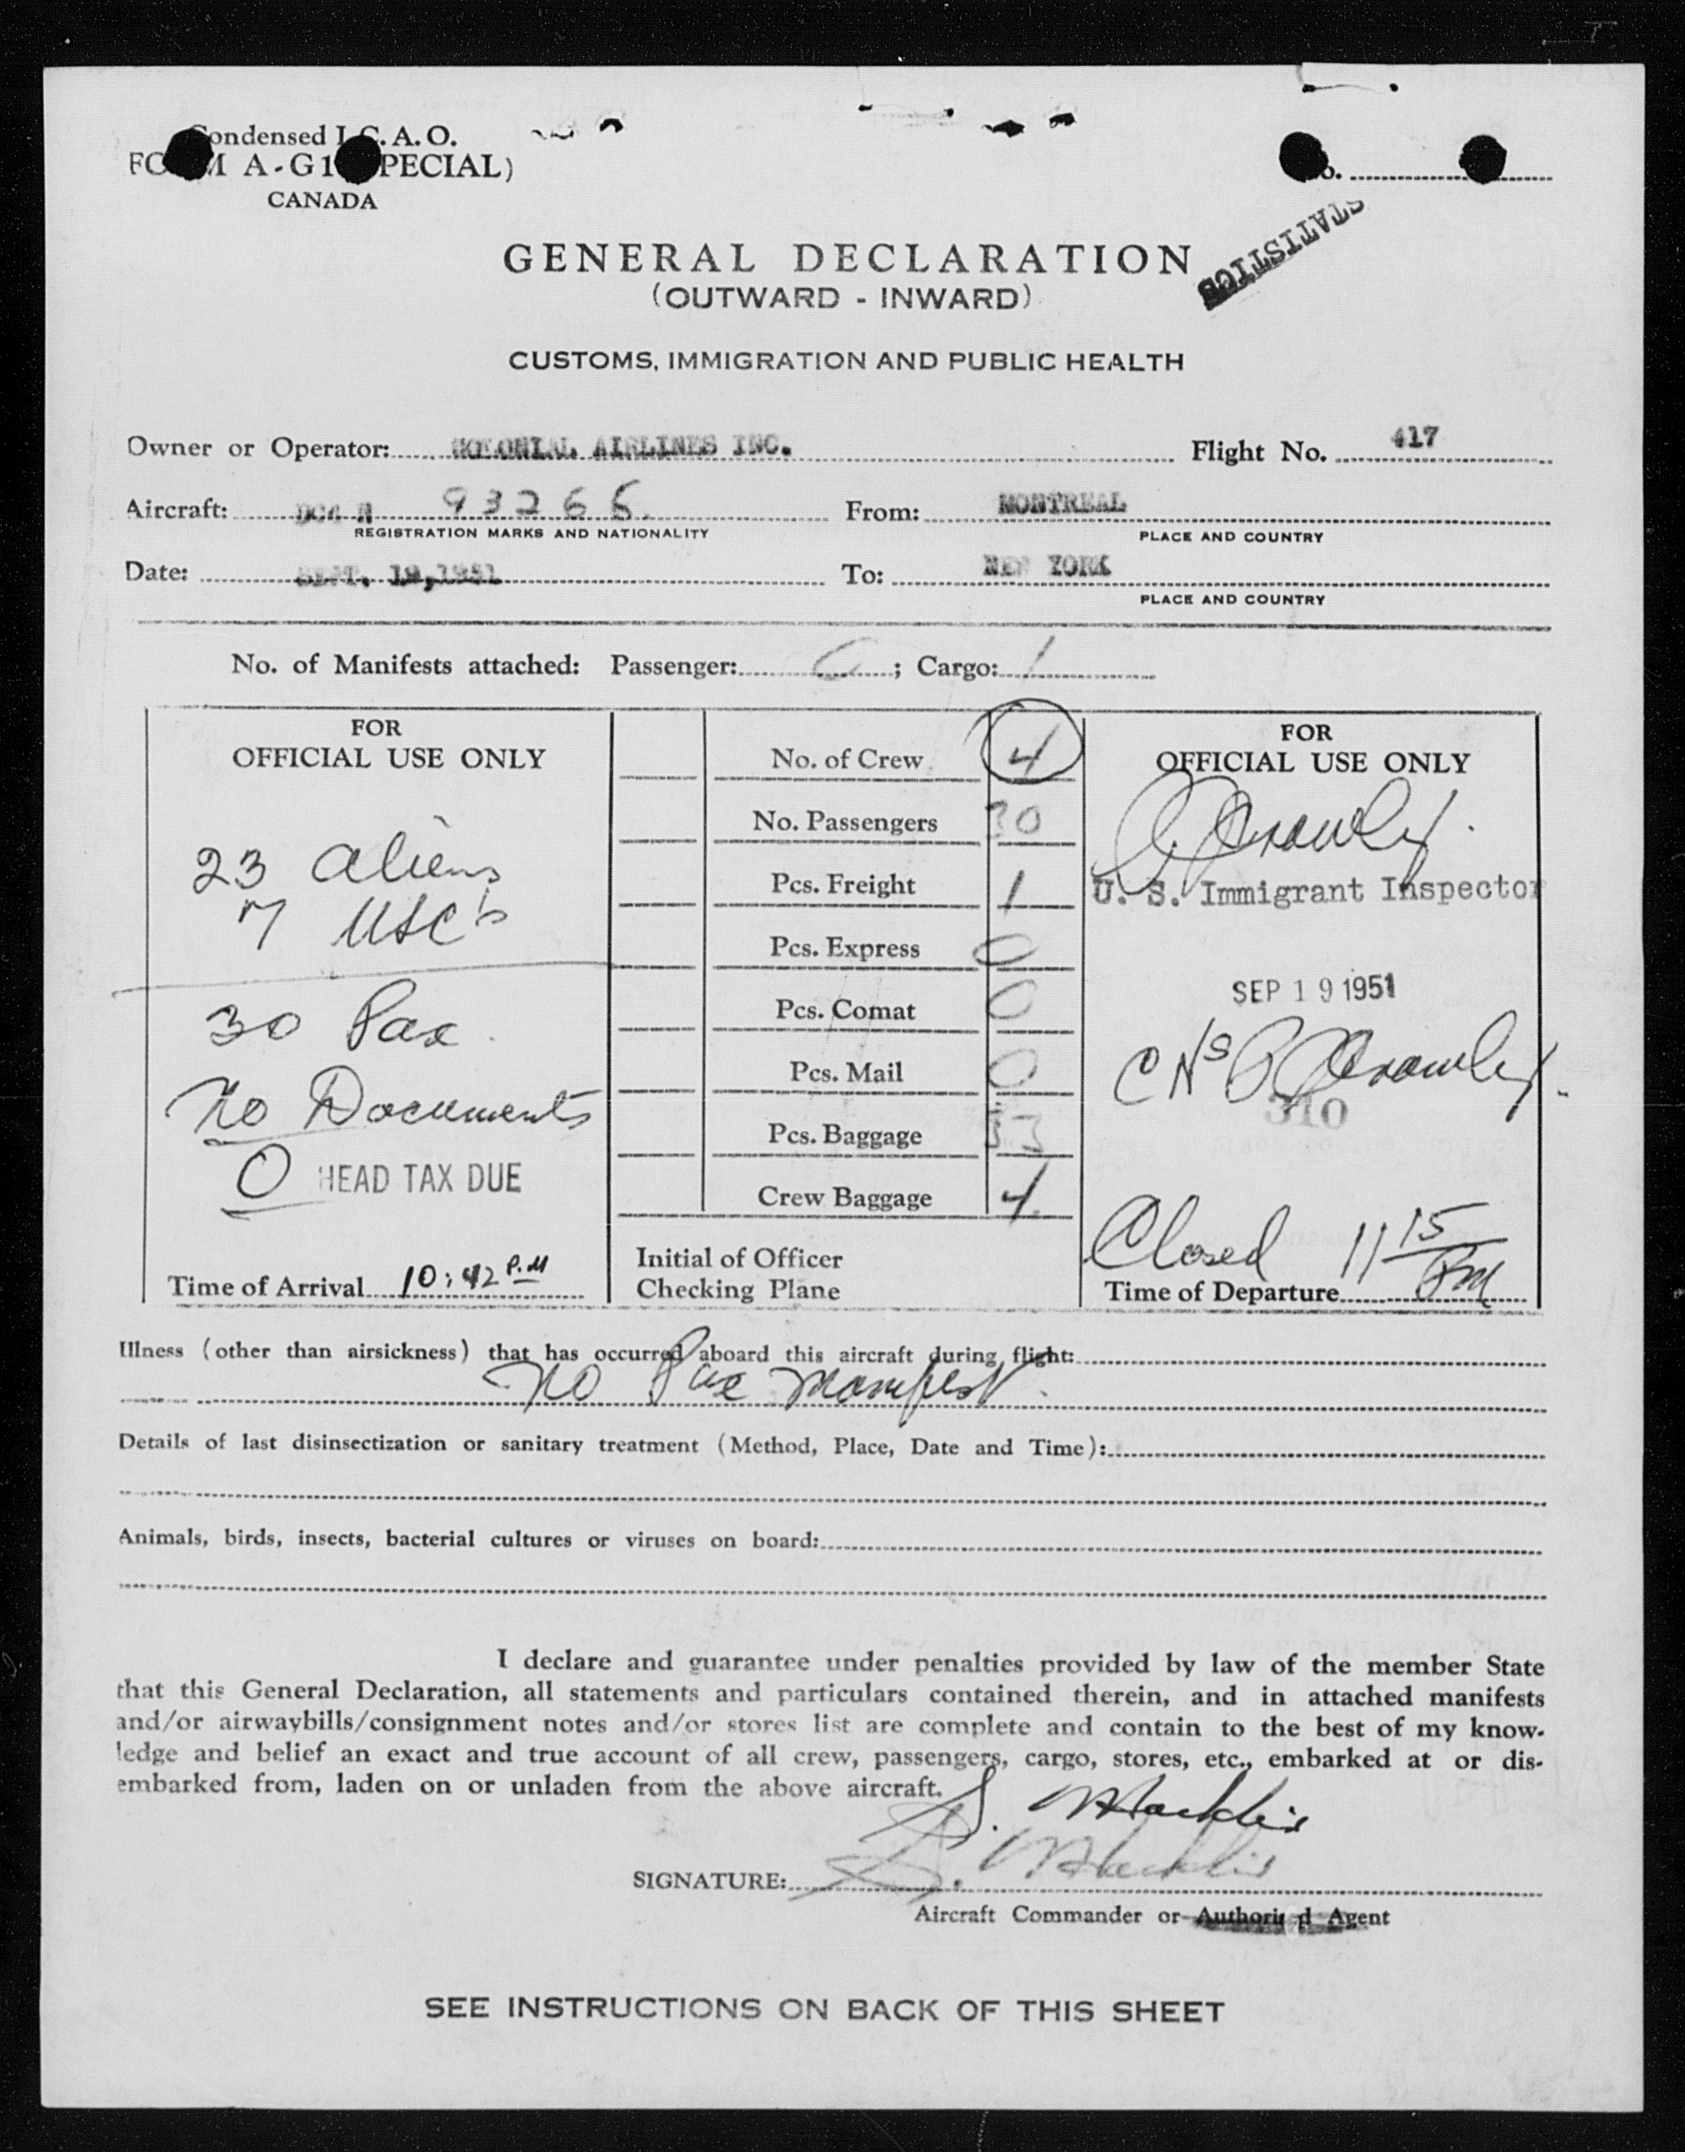 Condensed I.C.A.O.
FORM A-G1 (SPECIAL)
CANADA
No.
STATISTICS
GENERAL DECLARATION
(OUTWARD - INWARD)
CUSTOMS, IMMIGRATION AND PUBLIC HEALTH
Owner or Operator: COLONIAL AIRLINES INC. Flight No. 417
Aircraft: DC4 N 93266 From: MONTREAL
REGISTRATION MARKS AND NATIONALITY PLACE AND COUNTRY
Date: SEPT. 19, 1951 To: NEW YORK
PLACE AND COUNTRY
No. of Manifests attached: Passenger: ; Cargo: 1
FOR
OFFICIAL USE ONLY
23 Aliens
7 USC's
30 Pax.
No Documents
0 HEAD TAX DUE
Time of Arrival 10:42 P.M
No. of Crew 4
No. Passengers 30
Pcs. Freight 1
Pcs. Express 0
Pcs. Comat 0
Pcs. Mail 0
Pcs. Baggage 33
Crew Baggage 4
Initial of Officer
Checking Plane
FOR
OFFICIAL USE ONLY
Crowley.
U. S. Immigrant Inspector
SEP 19 1951
Crowley.
310
Closed 11 15
PM
Time of Departure
Illness (other than airsickness) that has occurred aboard this aircraft during flight:
No Pax Manifest.
Details of last disinsectization or sanitary treatment (Method, Place, Date and Time):
Animals, birds, insects, bacterial cultures or viruses on board:
I declare and guarantee under penalties provided by law of the member State
that this General Declaration, all statements and particulars contained therein, and in attached manifests
and/or airwaybills/consignment notes and/or stores list are complete and contain to the best of my know-
ledge and belief an exact and true account of all crew, passengers, cargo, stores, etc., embarked at or dis-
embarked from, laden on or unladen from the above aircraft.
S. Macklis
SIGNATURE: S. Macklis
Aircraft Commander or Authorised Agent
SEE INSTRUCTIONS ON BACK OF THIS SHEET